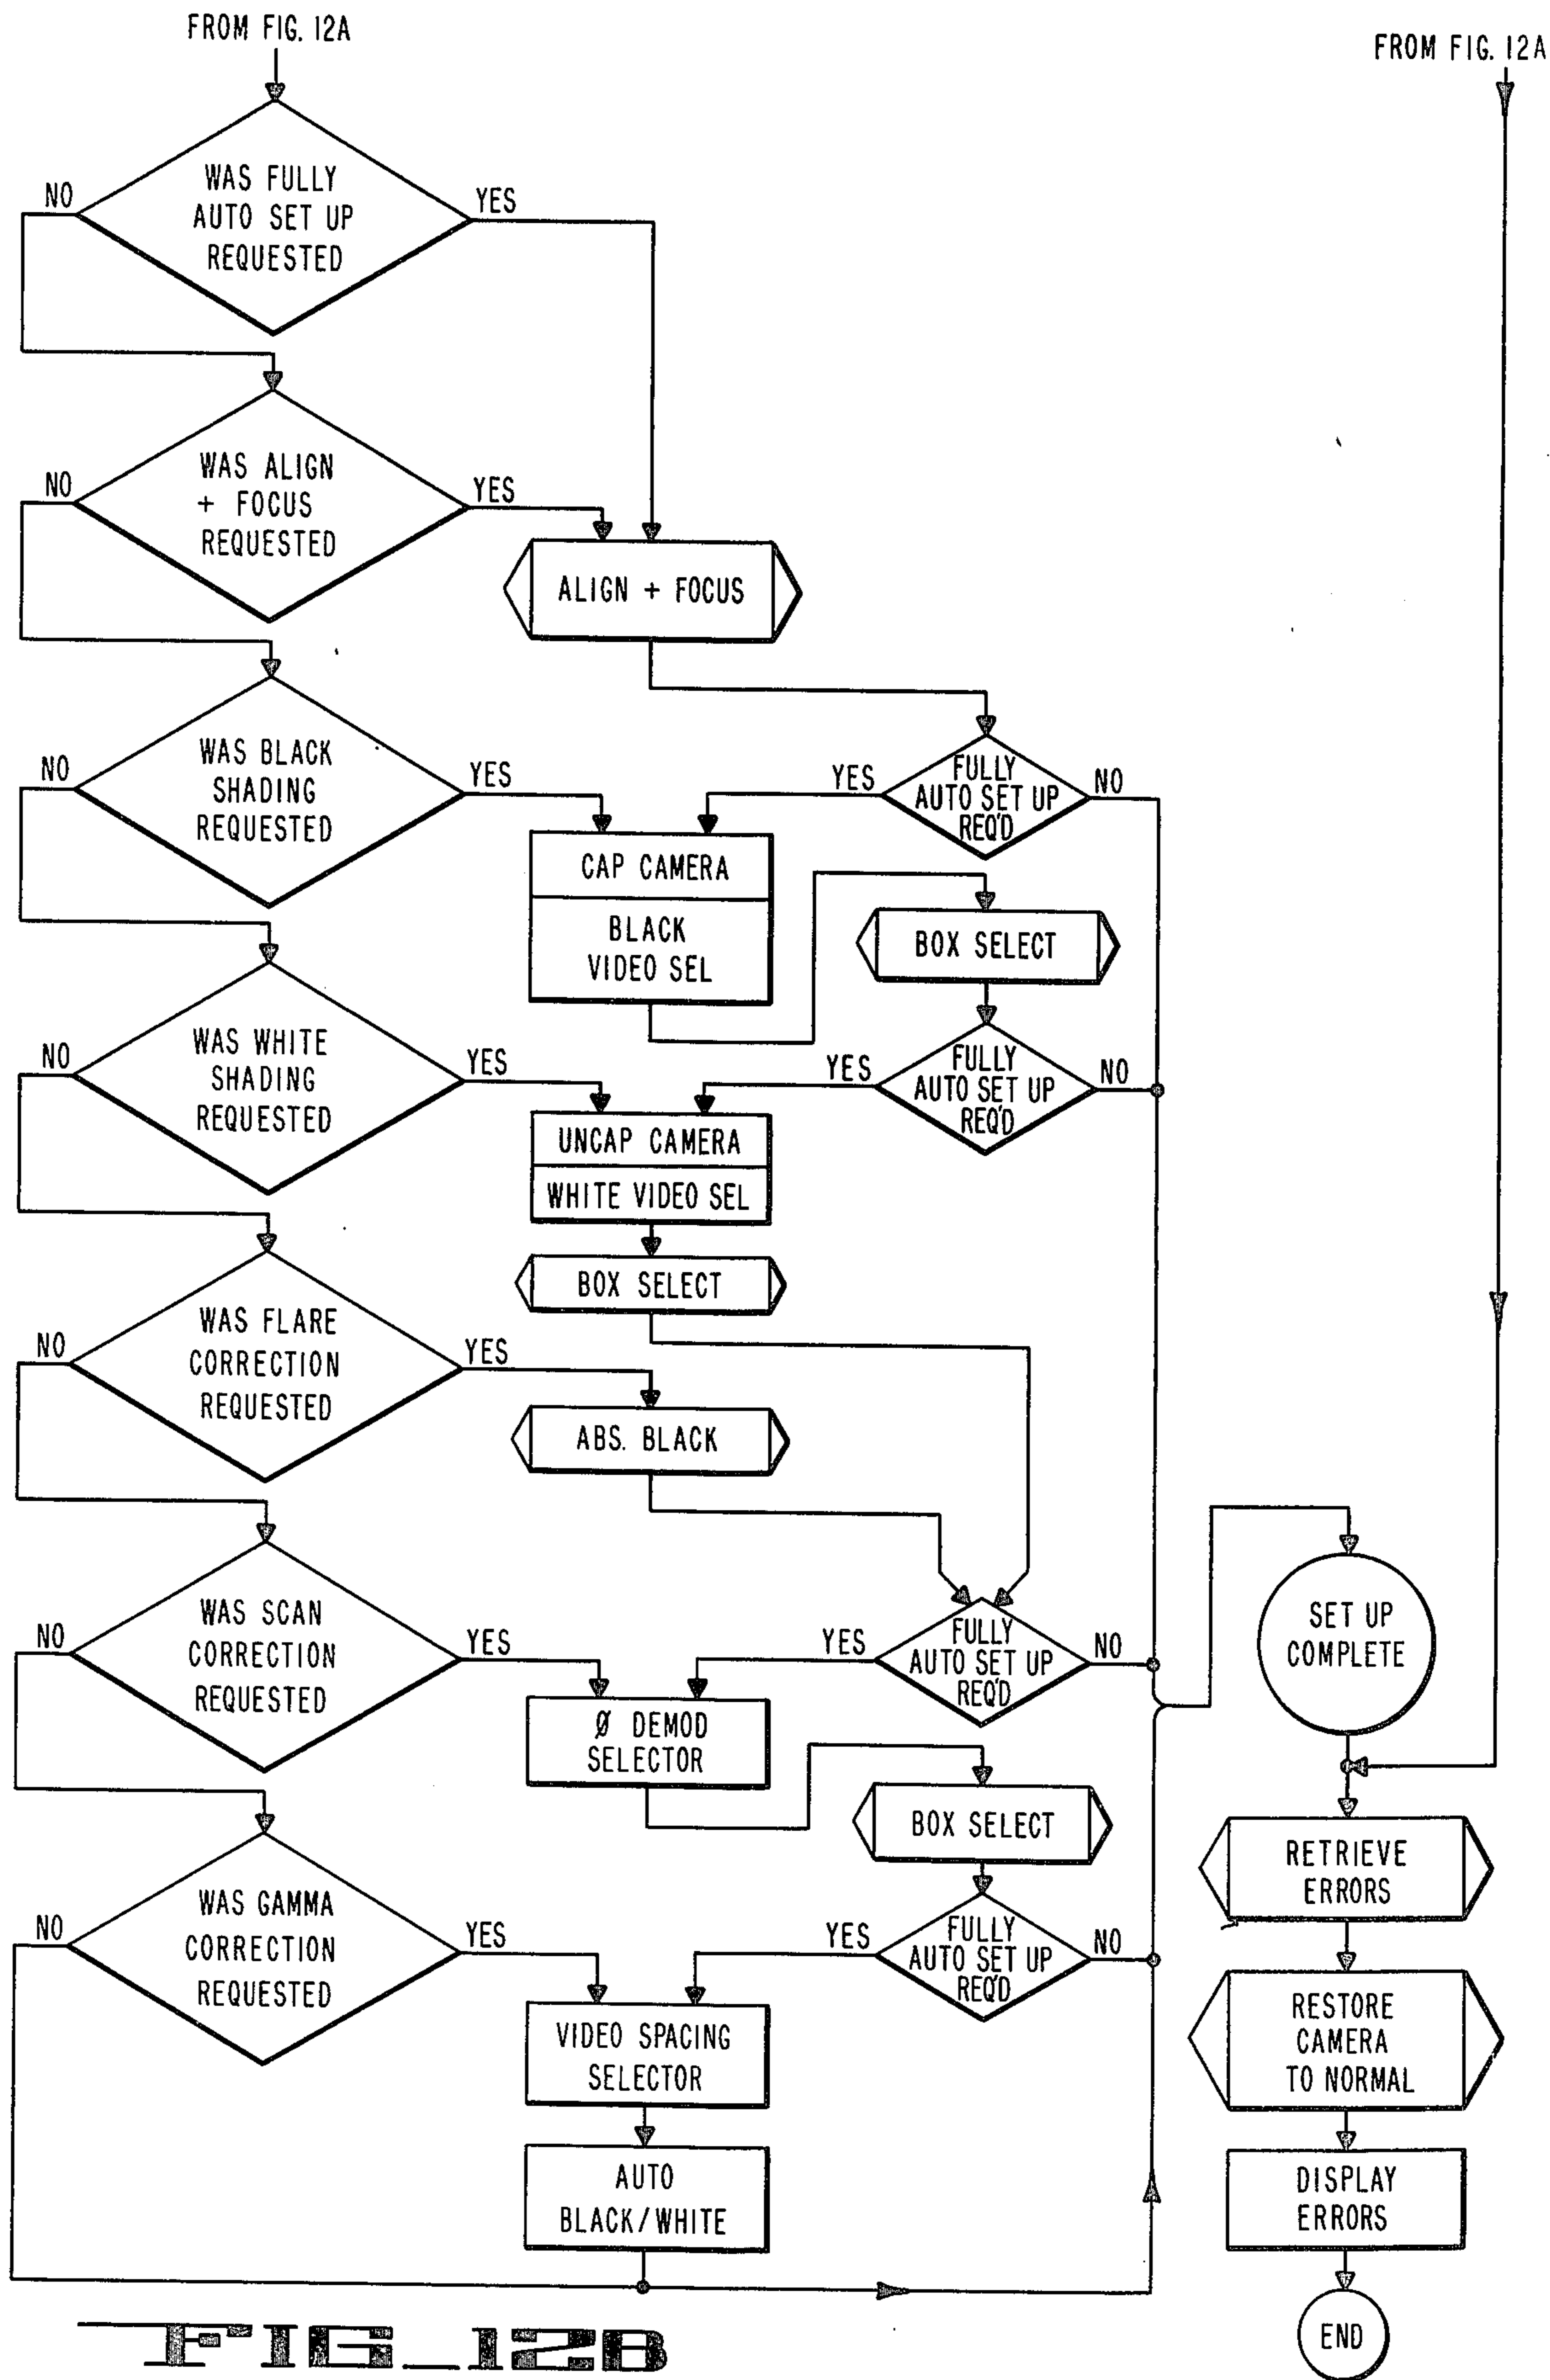 FROM FIG. 12A
FROM FIG. 12A
WAS FULLY
AUTO SET UP
REQUESTED
NO
YES
WAS ALIGN
+ FOCUS
REQUESTED
NO
YES
ALIGN + FOCUS
WAS BLACK
SHADING
REQUESTED
NO
YES
YES
FULLY
AUTO SET UP
REQ'D
NO
CAP CAMERA
BLACK
VIDEO SEL
BOX SELECT
WAS WHITE
SHADING
REQUESTED
NO
YES
YES
FULLY
AUTO SET UP
REQ'D
NO
UNCAP CAMERA
WHITE VIDEO SEL
BOX SELECT
WAS FLARE
CORRECTION
REQUESTED
NO
YES
ABS. BLACK
WAS SCAN
CORRECTION
REQUESTED
NO
YES
YES
FULLY
AUTO SET UP
REQ'D
NO
SET UP
COMPLETE
Ø DEMOD
SELECTOR
BOX SELECT
RETRIEVE
ERRORS
WAS GAMMA
CORRECTION
REQUESTED
NO
YES
YES
FULLY
AUTO SET UP
REQ'D
NO
VIDEO SPACING
SELECTOR
RESTORE
CAMERA
TO NORMAL
AUTO
BLACK/WHITE
DISPLAY
ERRORS
END
FIG_12B